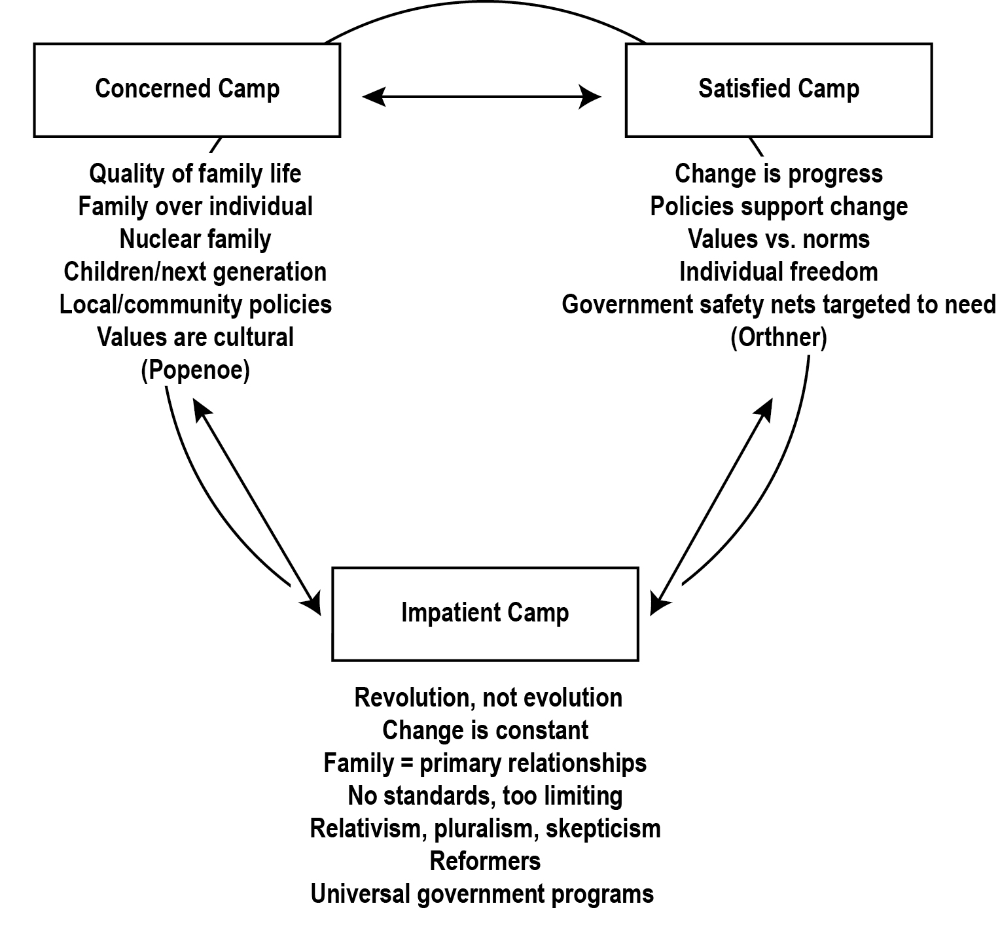 Concerned Camp
Quality of family life
Family over individual
Nuclear family
Children/next generation
Local/community policies
Values are cultural
(Popenoe)
Satisfied Camp
Change is progress
Policies support change
Values vs. norms
Individual freedom
Government safety nets targeted to need
(Orthner)
Impatient Camp
Revolution, not evolution
Change is constant
Family = primary relationships
No standards, too limiting
Relativism, pluralism, skepticism
Reformers
Universal government programs